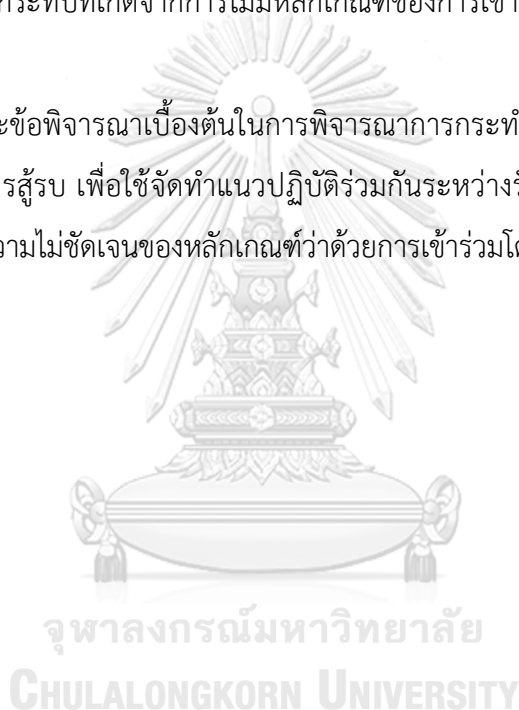 กระทบที่เกิดจากการไม่มีหลักเกณฑ์ของการเข้า
ะข้อพิจารณาเบื้องต้นในการพิจารณาการกระทำ
รสู้รบ เพื่อใช้จัดทำแนวปฏิบัติร่วมกันระหว่างรั
วามไม่ชัดเจนของหลักเกณฑ์ว่าด้วยการเข้าร่วมโด
จุฬาลงกรณ์มหาวิทยาลัย
CHULALONGKORN UNIVERSITY